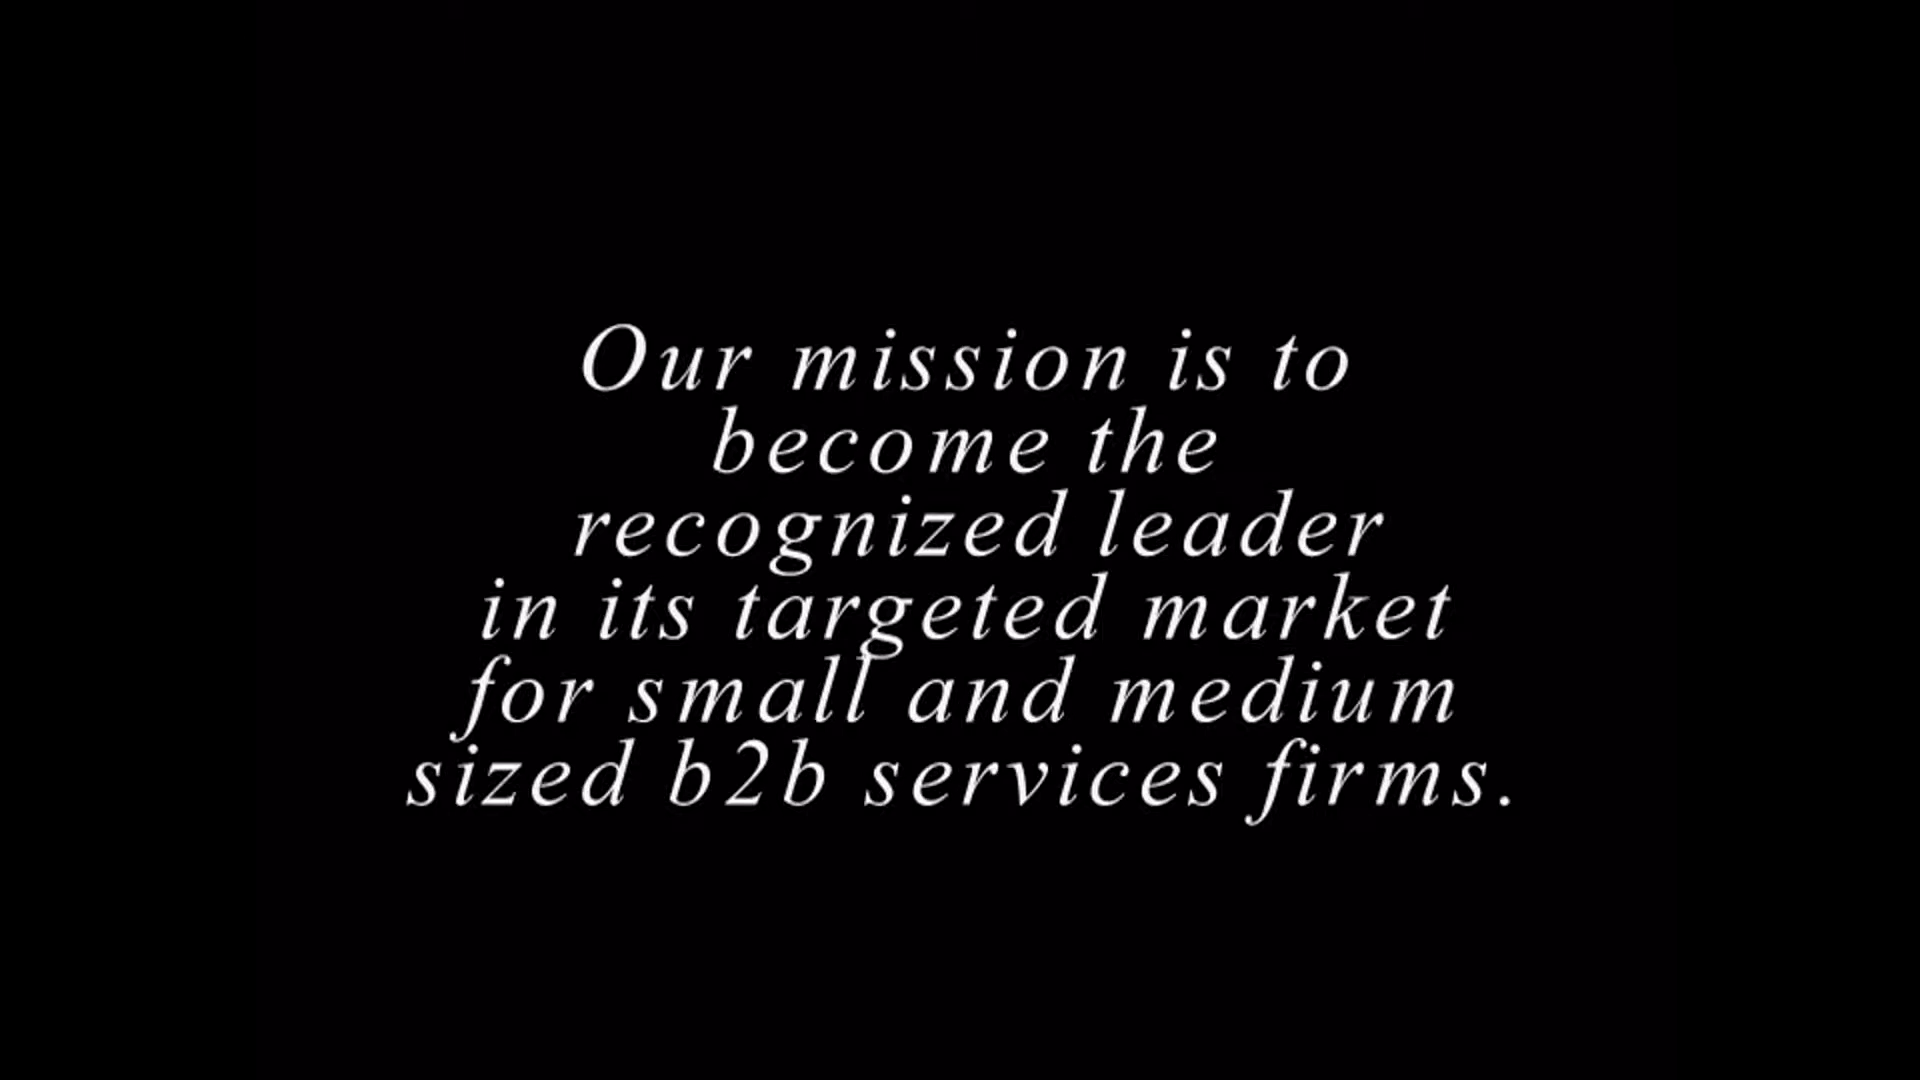 Our mission is to
become the
recognized leader
in its targeted market
for small and medium
sized b2b services firms.